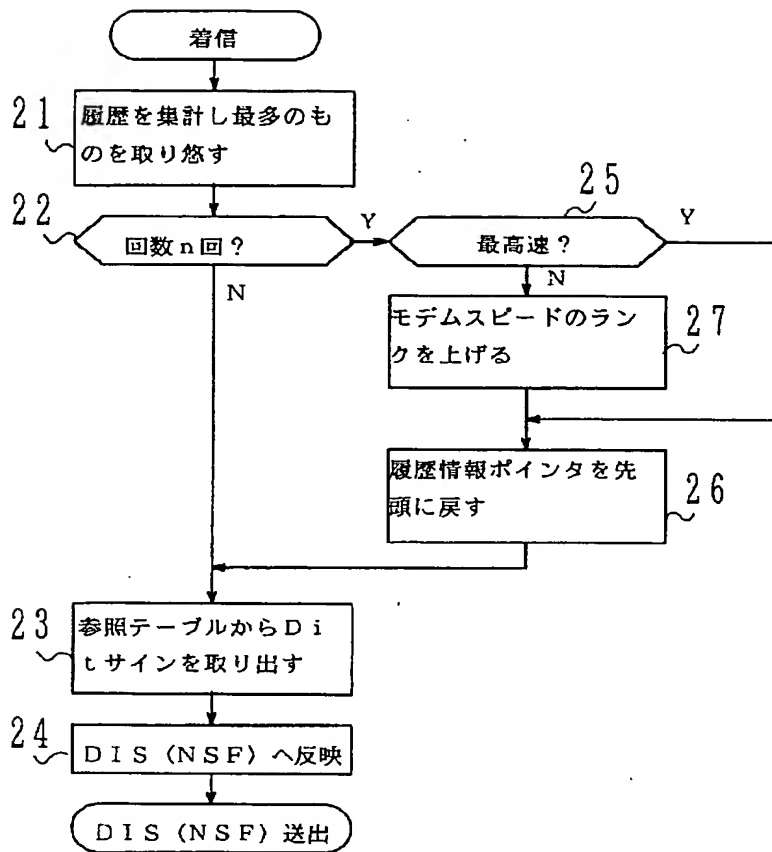 着信
21
履歴を集計し最多のも
のを取り悠す
22
回数n回?
Y
N
25
最高速?
Y
N
モデムスピードのラン
クを上げる
27
履歴情報ポインタを先
頭に戻す
26
23
参照テーブルからDi
tサインを取り出す
24
DIS(NSF)へ反映
DIS(NSF)送出